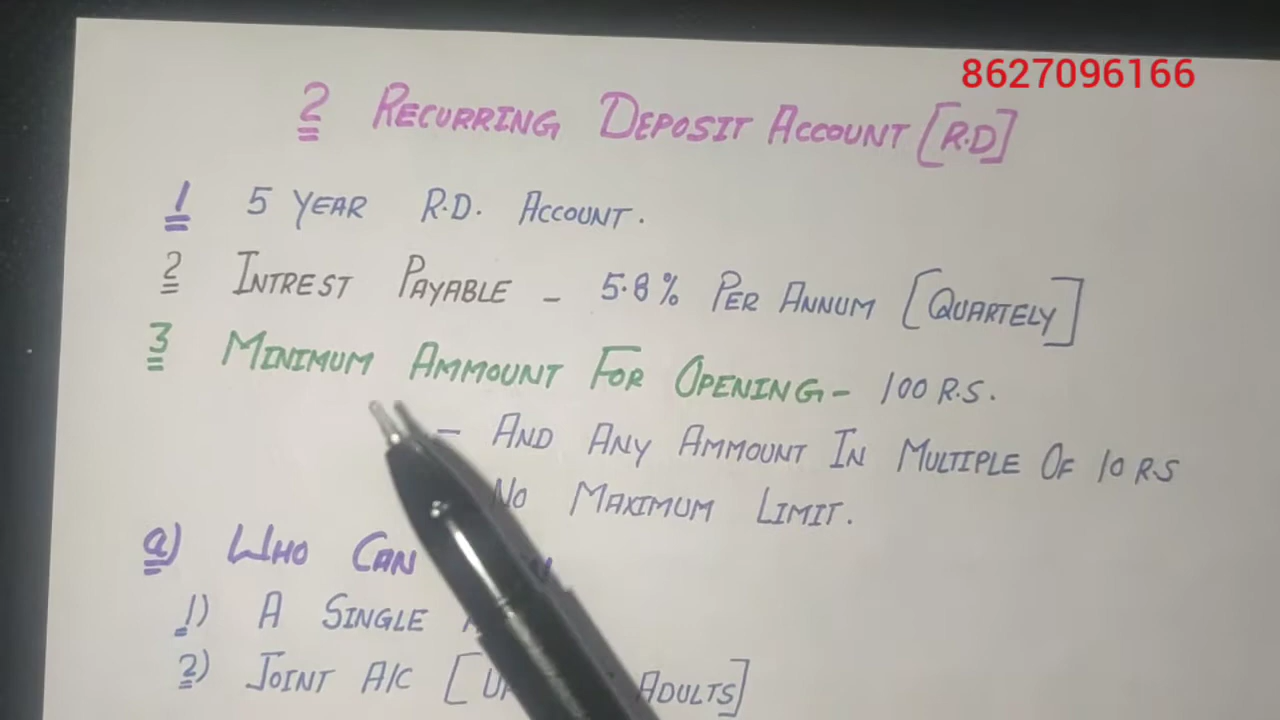 8627096166
2 RECURRING DEPOSIT ACCOUNT [R.D]
1 5 YEAR R.D. ACCOUNT.
2 INTREST PAYABLE - 5.8% PER ANNUM [QUARTELY]
3 MINIMUM AMMOUNT FOR OPENING - 100 R.S.
- AND ANY AMMOUNT IN MULTIPLE OF 10 R.S
NO MAXIMUM LIMIT.
a) WHO CAN
1) A SINGLE
2) JOINT A/C [ ADULTS]